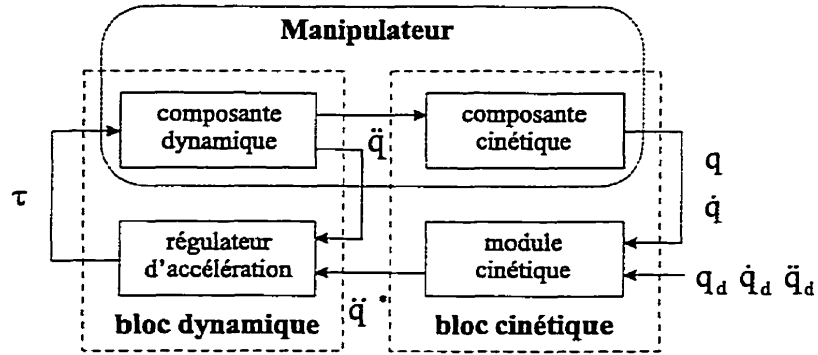 Manipulateur
composante
dynamique
composante
cinétique
q̈
q
q̇
τ
régulateur
d'accélération
module
cinétique
q̈ *
q_d q̇_d q̈_d
bloc dynamique
bloc cinétique